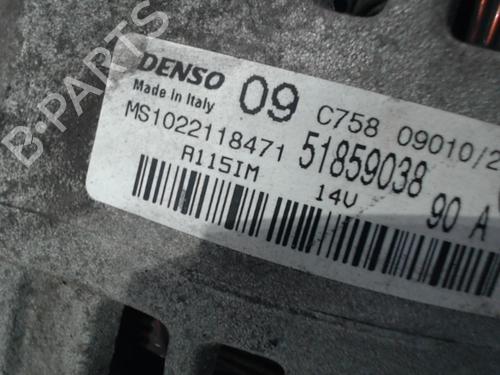 DENSO
Made in Italy
09 C758 09010/2
MS1022118471 51859038
A115IM 14V 90 A
B-PARTS